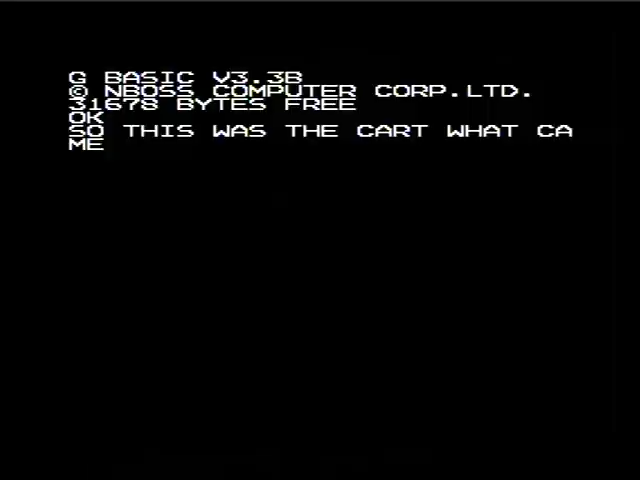 G BASIC V3.3B
© NBOSS COMPUTER CORP.LTD.
31678 BYTES FREE
OK
SO THIS WAS THE CART WHAT CA
ME